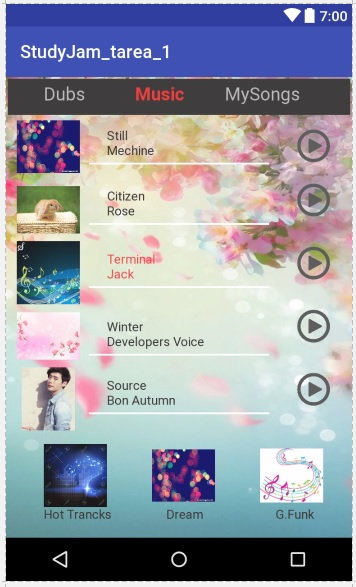 7:00
StudyJam_tarea_1
Dubs Music MySongs
Still
Mechine
Citizen
Rose
Terminal
Jack
Winter
Developers Voice
Source
Bon Autumn
Hot Trancks Dream G.Funk